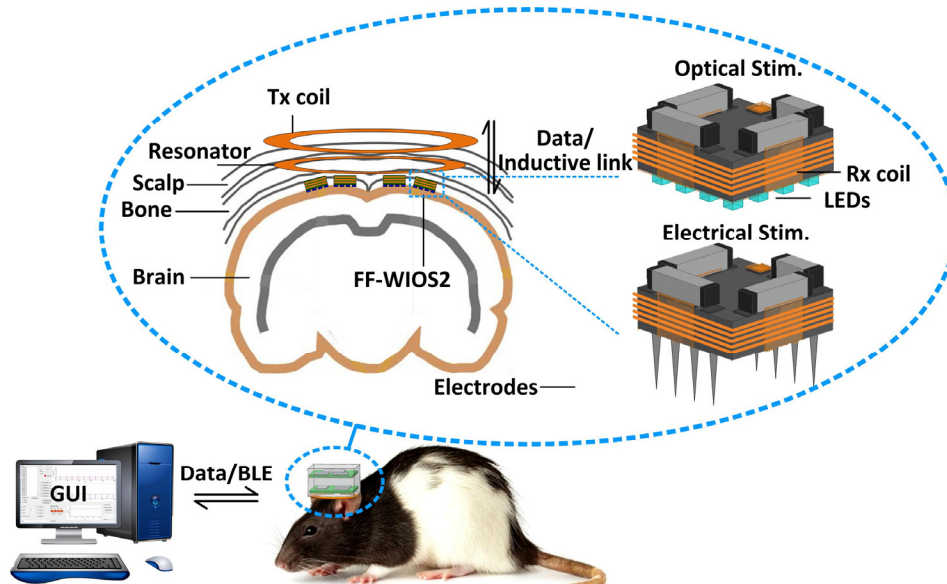 Optical Stim.
Tx coil
Data/
Inductive link
Resonator
Rx coil
Scalp
LEDs
Bone
Electrical Stim.
Brain
FF-WIOS2
Electrodes
Data/BLE
GUI